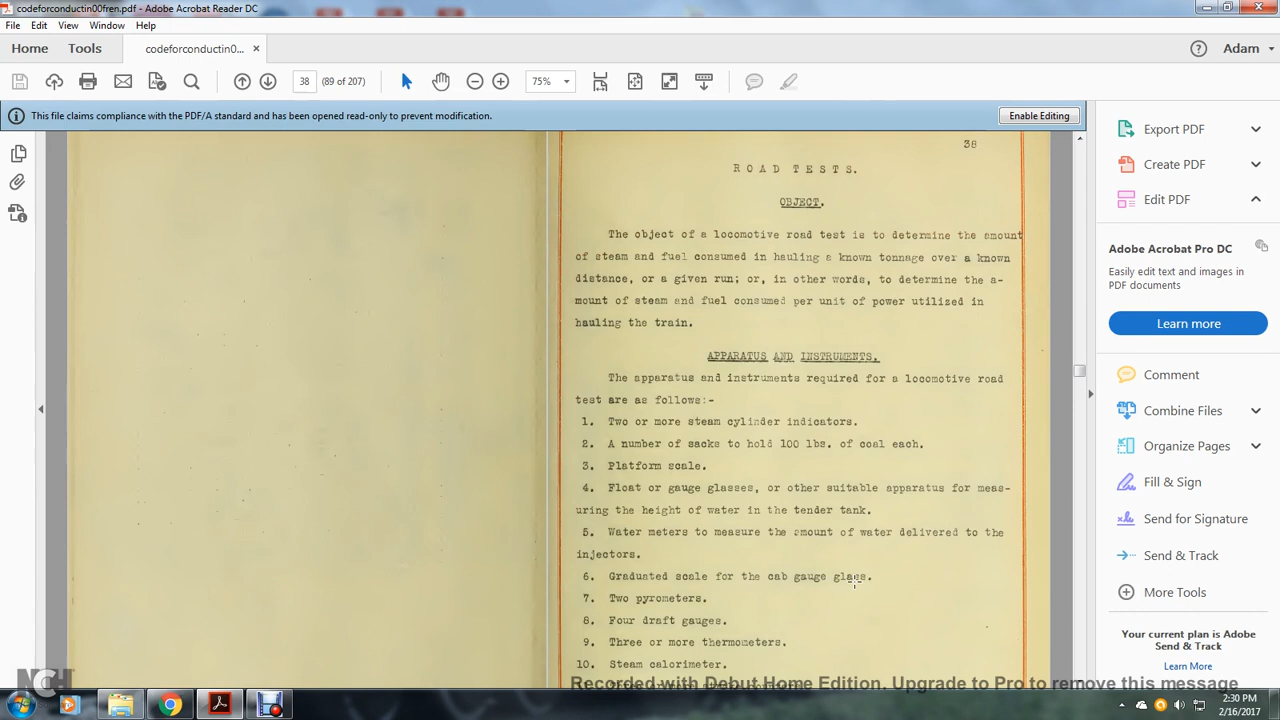 codeforconductin00fren.pdf - Adobe Acrobat Reader DC
File Edit View Window Help
Home Tools codeforconductin0... × Adam
38 (89 of 207) 75%
This file claims compliance with the PDF/A standard and has been opened read-only to prevent modification. Enable Editing
38
ROAD TESTS.
OBJECT.
The object of a locomotive road test is to determine the amount
of steam and fuel consumed in hauling a known tonnage over a known
distance, or a given run; or, in other words, to determine the a-
mount of steam and fuel consumed per unit of power utilized in
hauling the train.
APPARATUS AND INSTRUMENTS.
The apparatus and instruments required for a locomotive road
test are as follows:-
1. Two or more steam cylinder indicators.
2. A number of sacks to hold 100 lbs. of coal each.
3. Platform scale.
4. Float or gauge glasses, or other suitable apparatus for meas-
uring the height of water in the tender tank.
5. Water meters to measure the amount of water delivered to the
injectors.
6. Graduated scale for the cab gauge glass.
7. Two pyrometers.
8. Four draft gauges.
9. Three or more thermometers.
10. Steam calorimeter.
Export PDF
Create PDF
Edit PDF
Adobe Acrobat Pro DC
Easily edit text and images in
PDF documents
Learn more
Comment
Combine Files
Organize Pages
Fill & Sign
Send for Signature
Send & Track
More Tools
Your current plan is Adobe
Send & Track
Learn More
NCH
Recorded with Debut Home Edition. Upgrade to Pro to remove this message
2:30 PM
2/16/2017